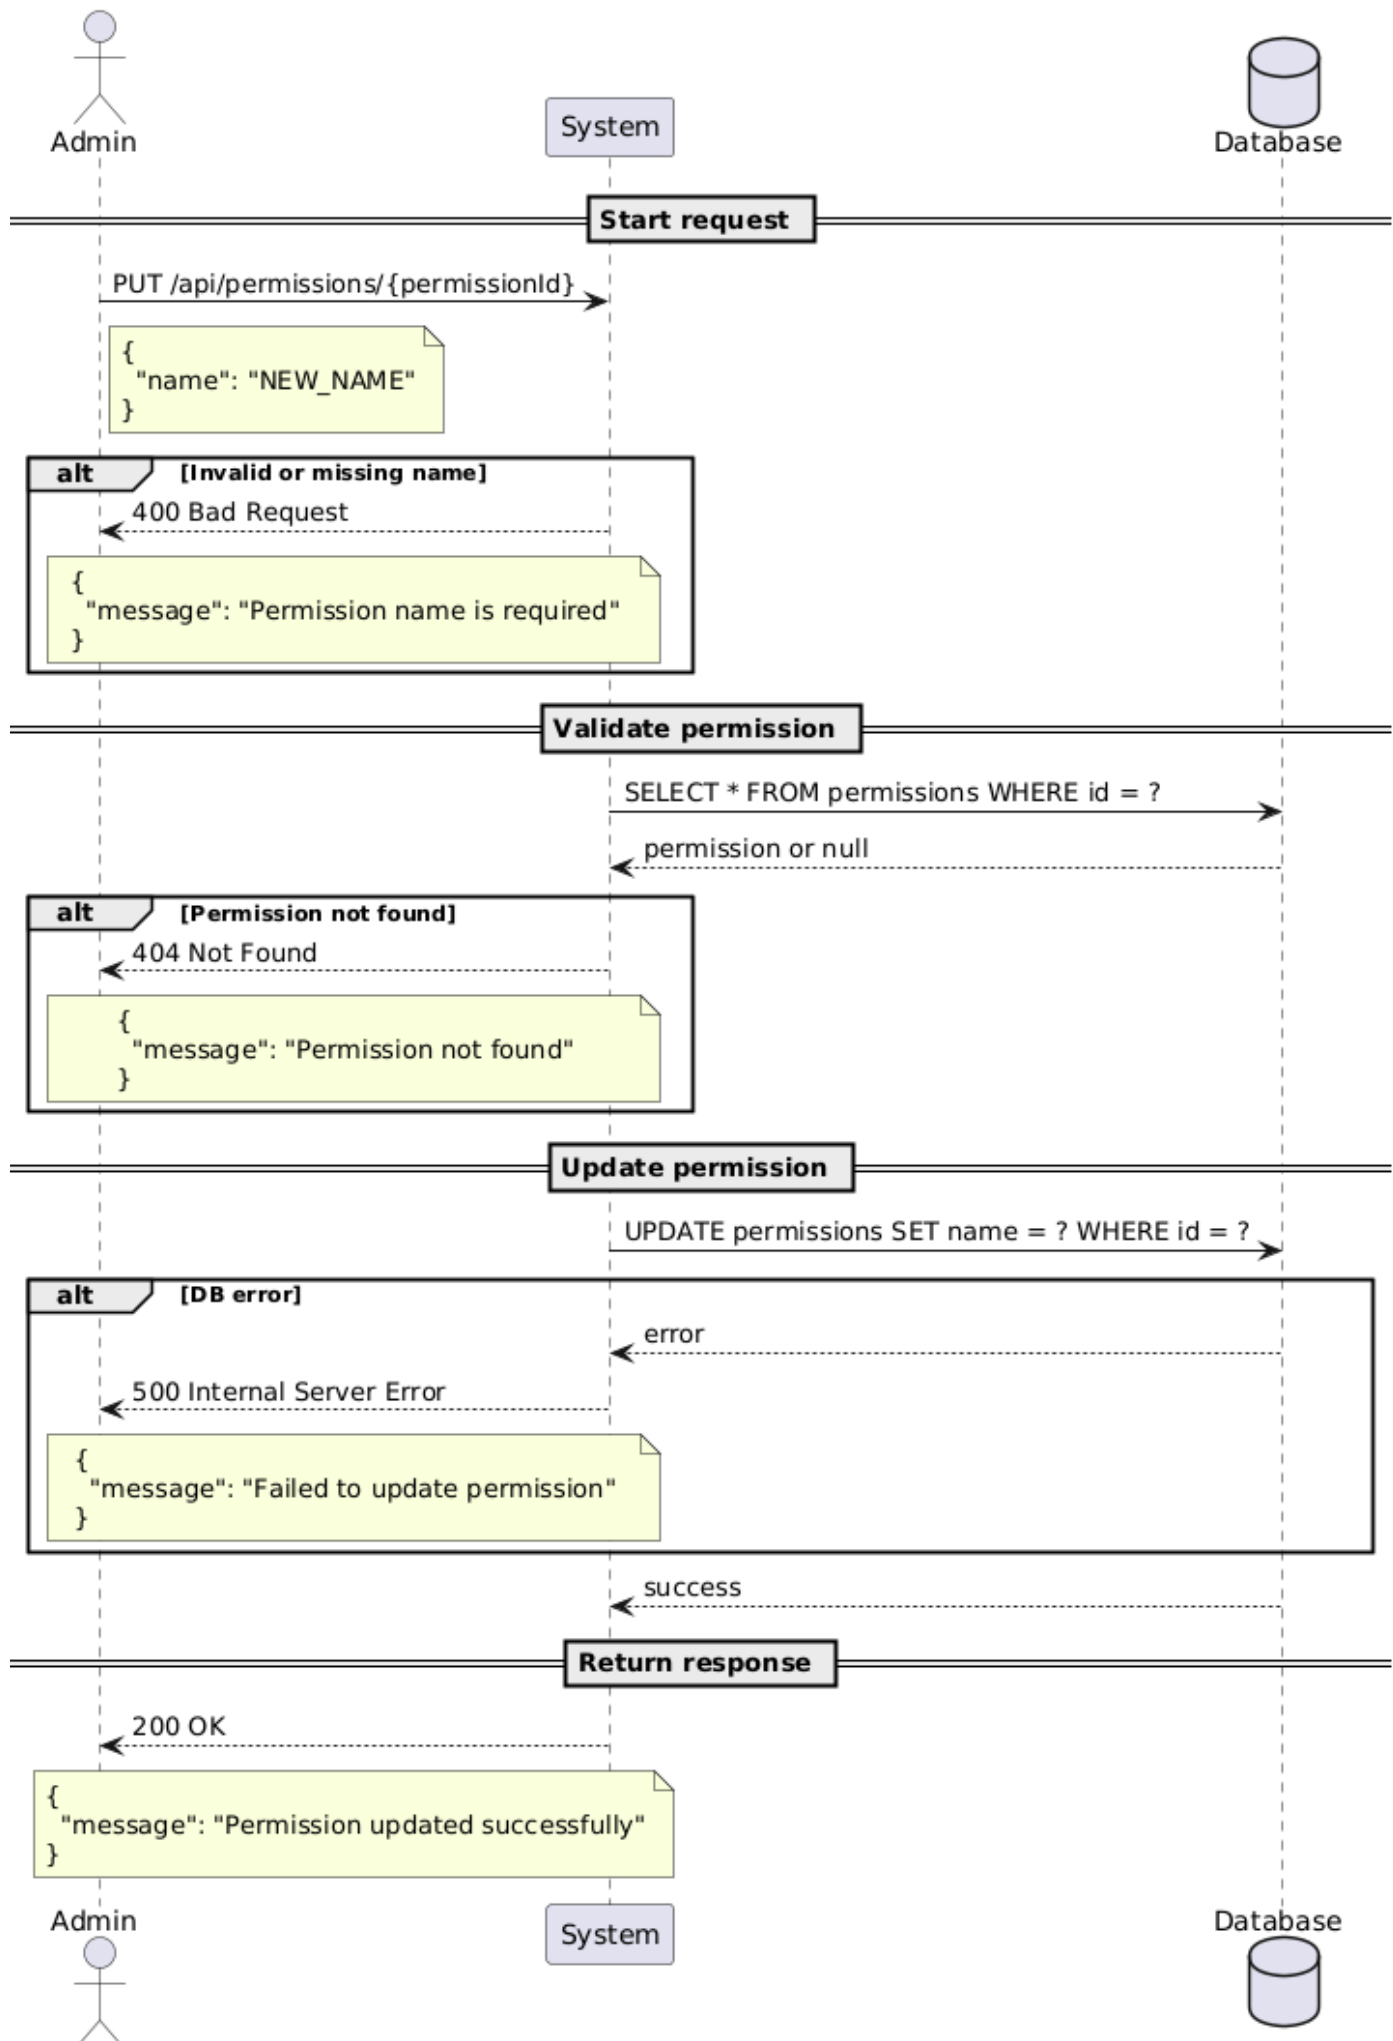 Admin
System
Database
Start request
PUT /api/permissions/{permissionId}
{
"name": "NEW_NAME"
}
alt [Invalid or missing name]
400 Bad Request
{
"message": "Permission name is required"
}
Validate permission
SELECT * FROM permissions WHERE id = ?
permission or null
alt [Permission not found]
404 Not Found
{
"message": "Permission not found"
}
Update permission
UPDATE permissions SET name = ? WHERE id = ?
alt [DB error]
error
500 Internal Server Error
{
"message": "Failed to update permission"
}
success
Return response
200 OK
{
"message": "Permission updated successfully"
}
Admin
System
Database